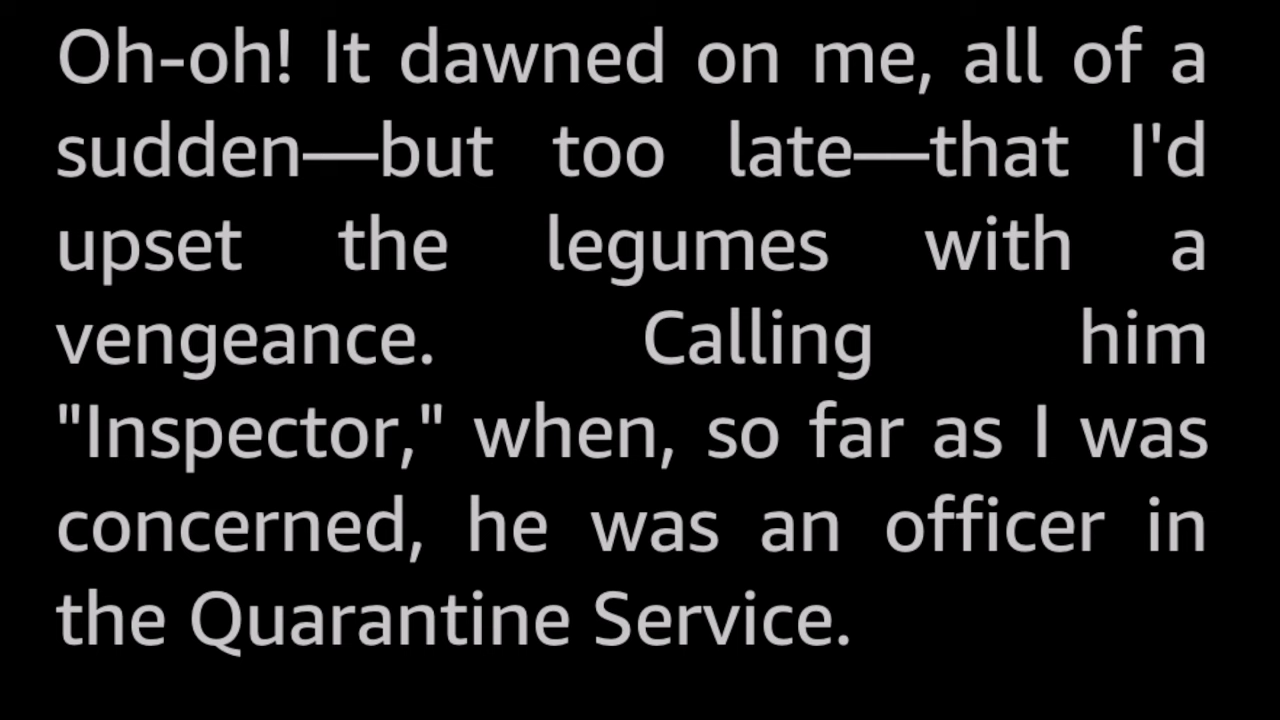 Oh-oh! It dawned on me, all of a
sudden—but too late—that I'd
upset the legumes with a
vengeance. Calling him
"Inspector," when, so far as I was
concerned, he was an officer in
the Quarantine Service.